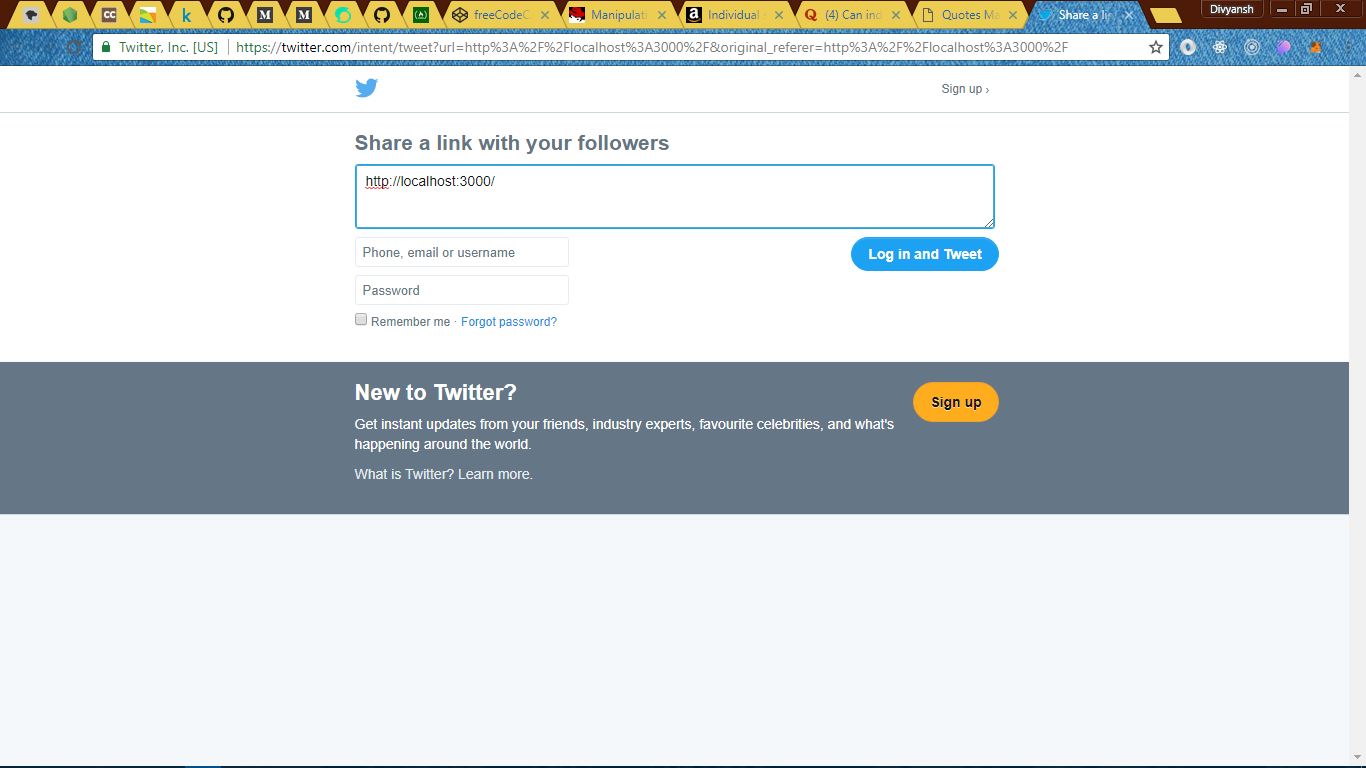 CC
k
M
M
freeCodeC
Manipulati
a
Individual
Q
(4) Can ind
Quotes Ma
Share a lin
Divyansh
Twitter, Inc. [US]
https://twitter.com/intent/tweet?url=http%3A%2F%2Flocalhost%3A3000%2F&original_referer=http%3A%2F%2Flocalhost%3A3000%2F
Sign up ›
Share a link with your followers
http://localhost:3000/
Phone, email or username
Log in and Tweet
Password
Remember me · Forgot password?
New to Twitter?
Sign up
Get instant updates from your friends, industry experts, favourite celebrities, and what's
happening around the world.
What is Twitter? Learn more.